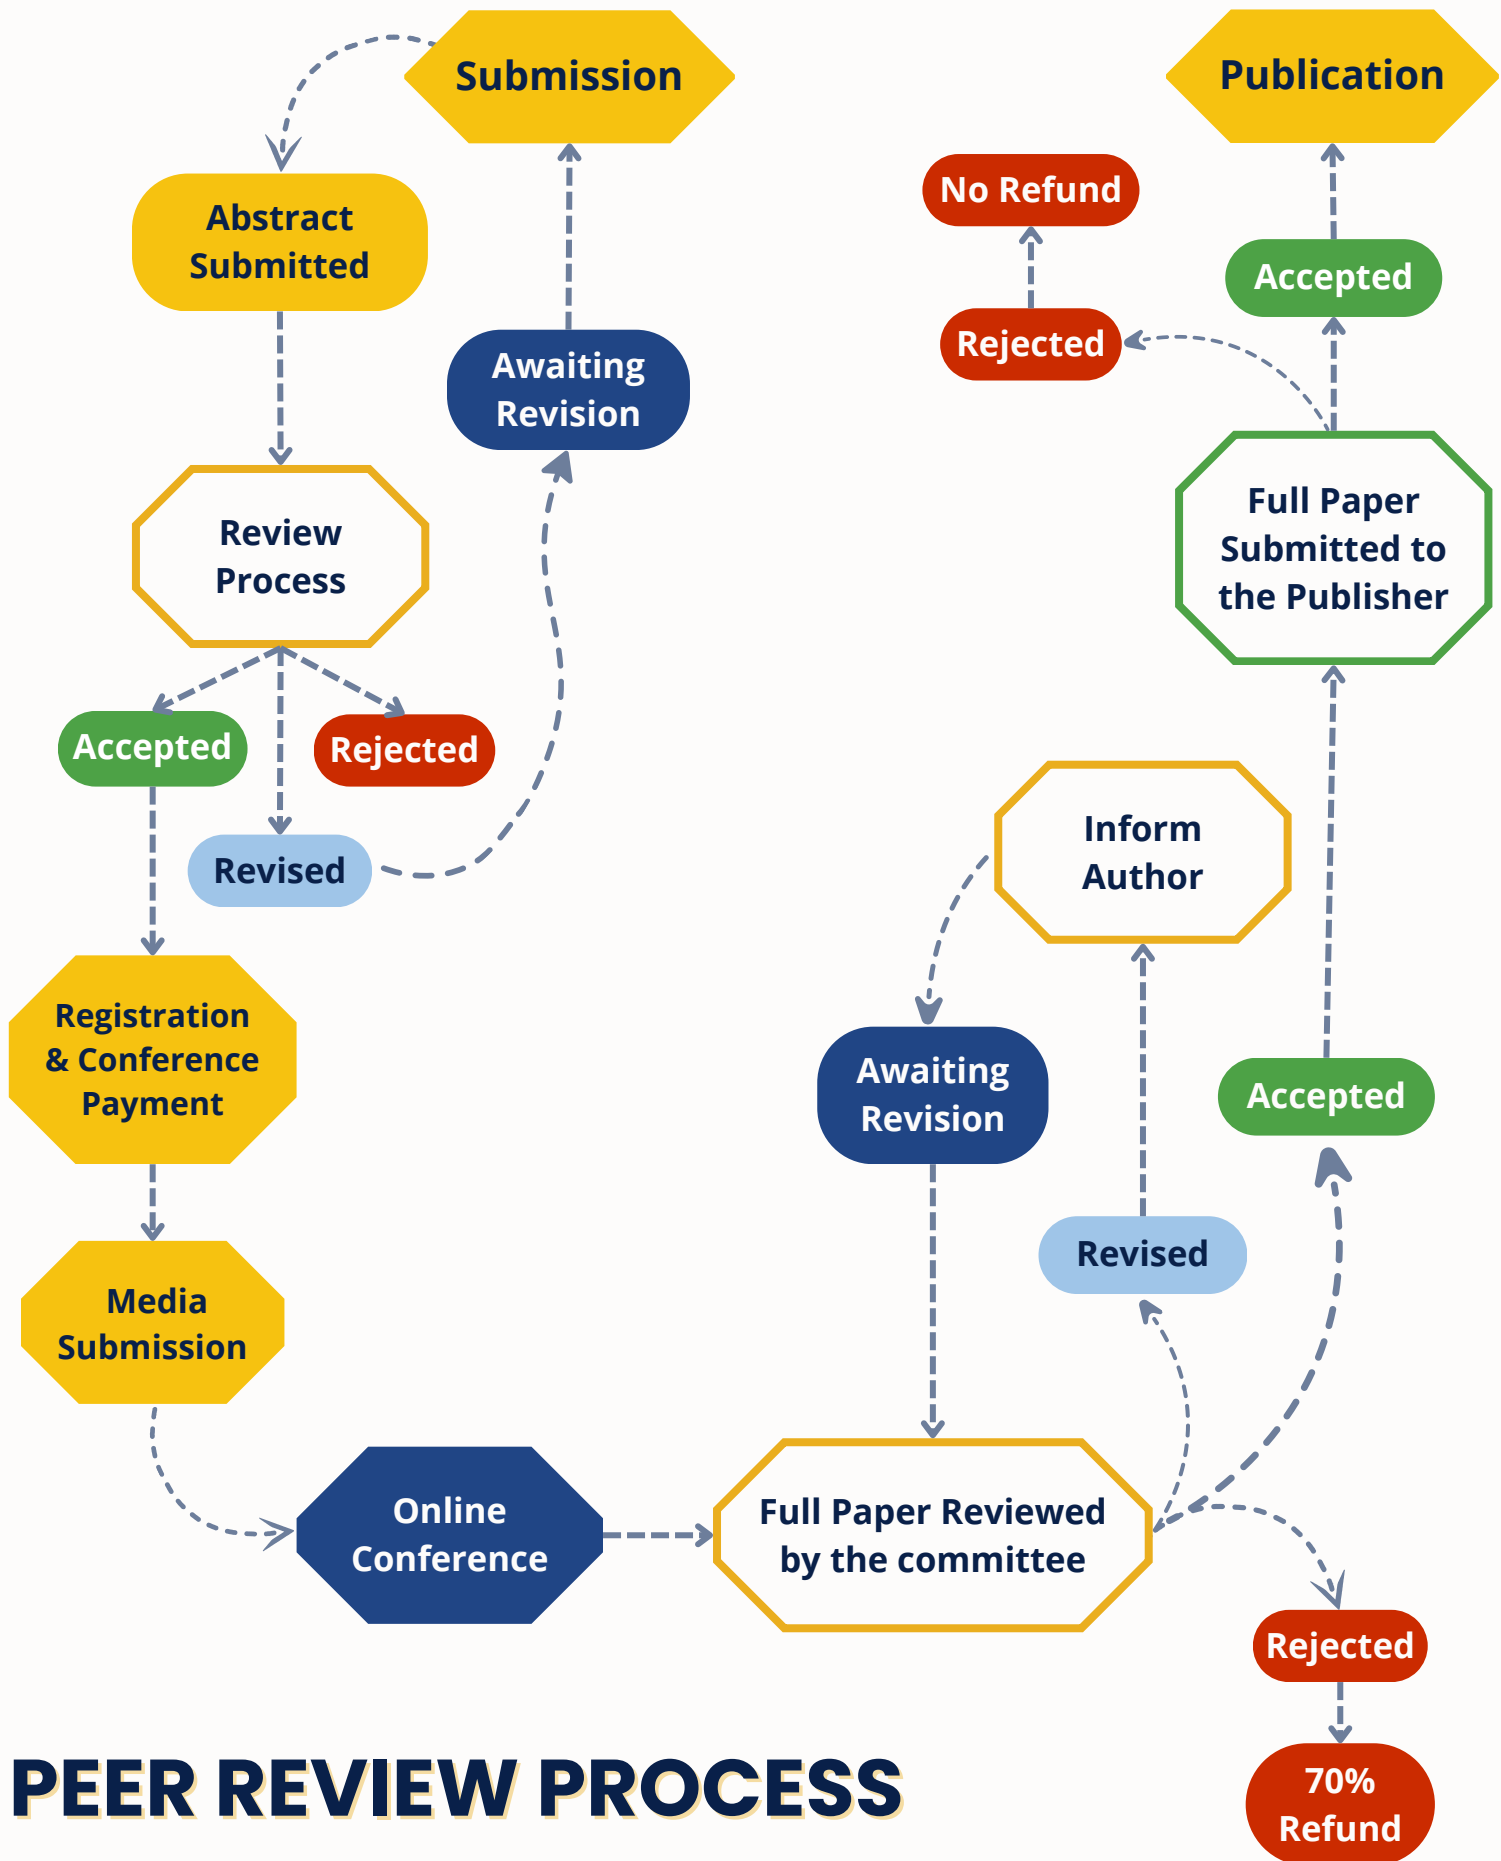 Submission
Abstract
Submitted
Awaiting
Revision
Review
Process
Accepted
Rejected
Revised
Registration
& Conference
Payment
Media
Submission
Online
Conference
Full Paper Reviewed
by the committee
Awaiting
Revision
Inform
Author
Revised
Accepted
Rejected
70%
Refund
Full Paper
Submitted to
the Publisher
Rejected
No Refund
Accepted
Publication
PEER REVIEW PROCESS